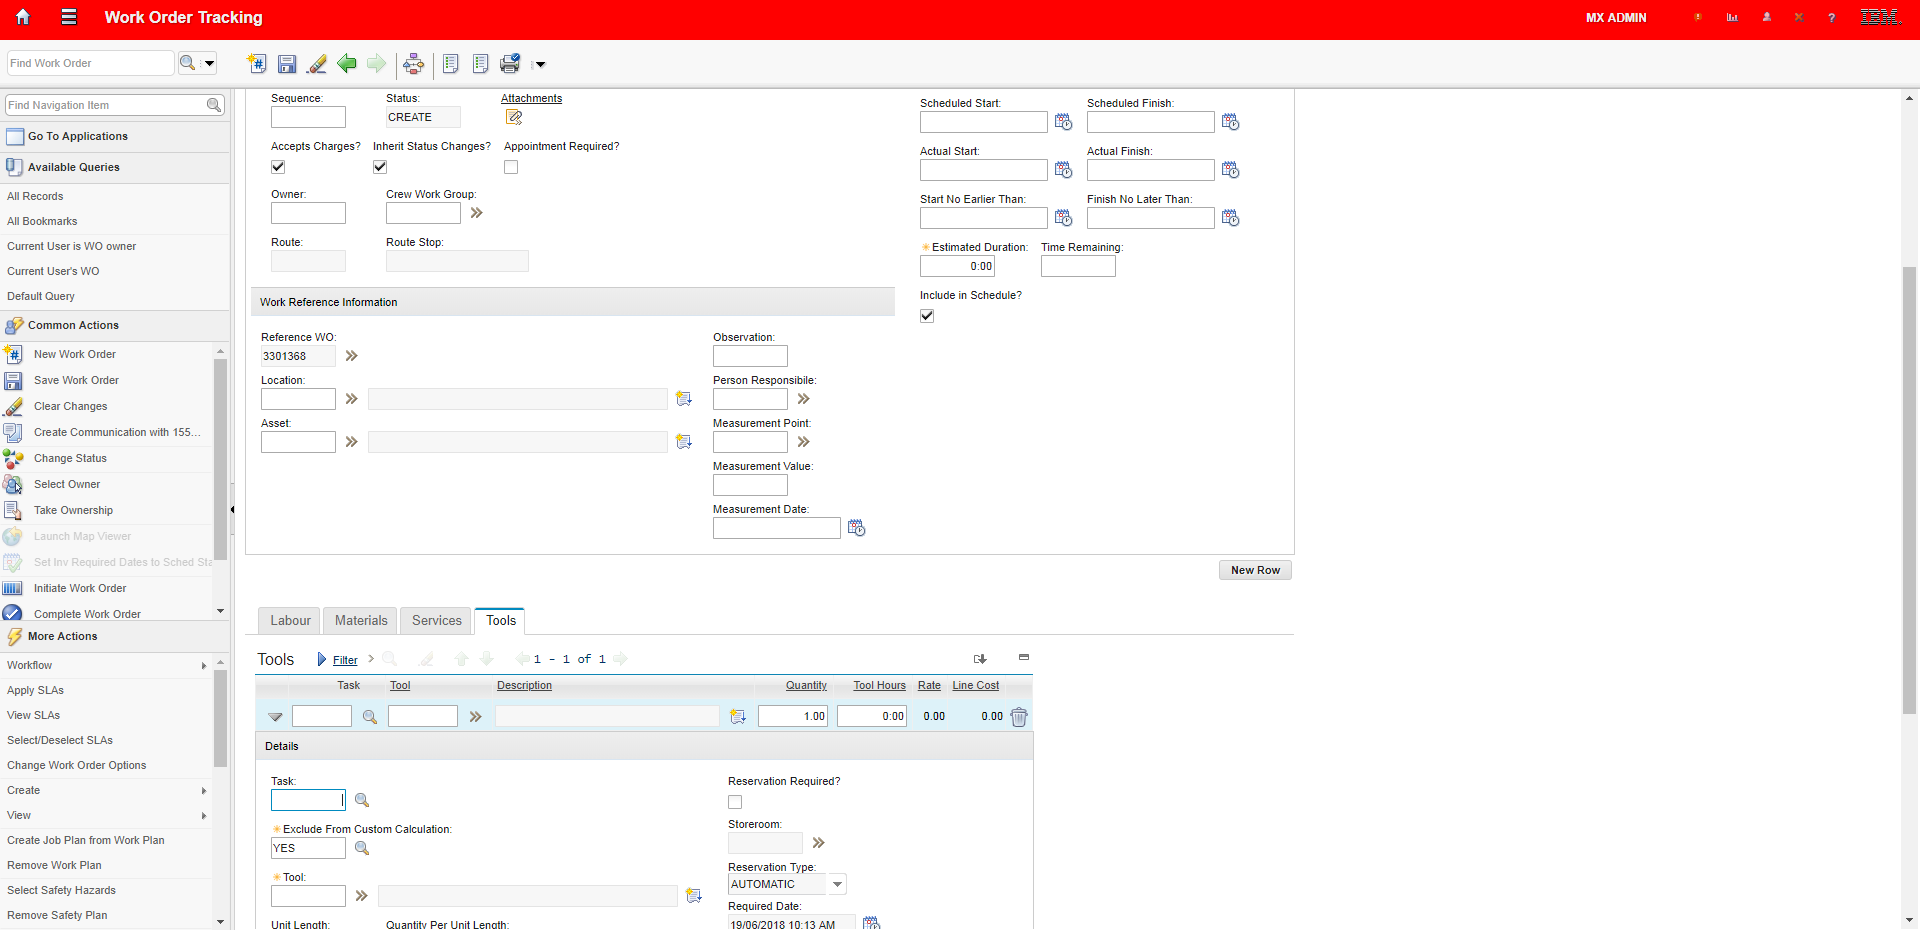 Work Order Tracking
MX ADMIN
?
IBM
Find Work Order
Find Navigation Item
Go To Applications
Available Queries
All Records
All Bookmarks
Current User is WO owner
Current User's WO
Default Query
Common Actions
New Work Order
Save Work Order
Clear Changes
Create Communication with 155...
Change Status
Select Owner
Take Ownership
Launch Map Viewer
Set Inv Required Dates to Sched Sta
Initiate Work Order
Complete Work Order
More Actions
Workflow
Apply SLAs
View SLAs
Select/Deselect SLAs
Change Work Order Options
Create
View
Create Job Plan from Work Plan
Remove Work Plan
Select Safety Hazards
Remove Safety Plan
Sequence: Status: Attachments
CREATE
Accepts Charges? Inherit Status Changes? Appointment Required?
Owner: Crew Work Group:
Route: Route Stop:
Scheduled Start: Scheduled Finish:
Actual Start: Actual Finish:
Start No Earlier Than: Finish No Later Than:
Estimated Duration: Time Remaining:
0:00
Include in Schedule?
Work Reference Information
Reference WO:
3301368
Location:
Asset:
Observation:
Person Responsibile:
Measurement Point:
Measurement Value:
Measurement Date:
New Row
Labour Materials Services Tools
Tools Filter 1 - 1 of 1
Task Tool Description Quantity Tool Hours Rate Line Cost
1.00 0:00 0.00 0.00
Details
Task:
Exclude From Custom Calculation:
YES
Tool:
Unit Length: Quantity Per Unit Length:
Reservation Required?
Storeroom:
Reservation Type:
AUTOMATIC
Required Date:
19/06/2018 10:13 AM